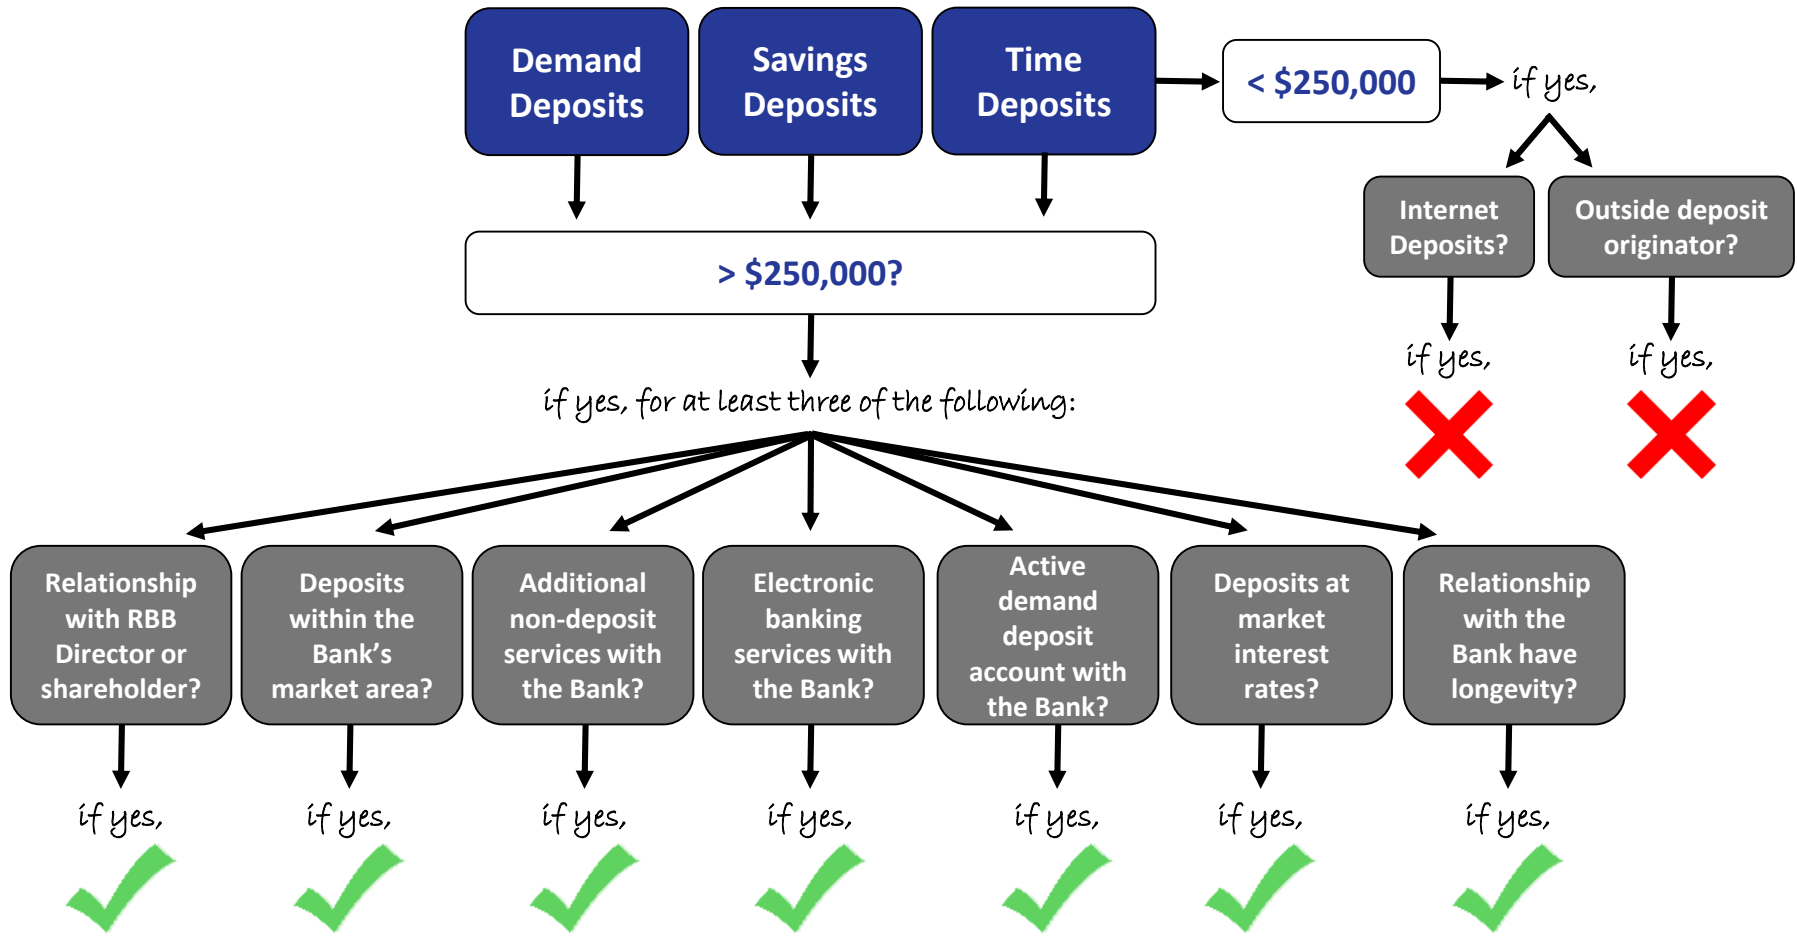 Demand
Deposits
Savings
Deposits
Time
Deposits
< $250,000
if yes,
Internet
Deposits?
Outside deposit
originator?
> $250,000?
if yes,
if yes,
if yes, for at least three of the following:
Relationship
with RBB
Director or
shareholder?
Deposits
within the
Bank’s
market area?
Additional
non-deposit
services with
the Bank?
Electronic
banking
services with
the Bank?
Active
demand
deposit
account with
the Bank?
Deposits at
market
interest
rates?
Relationship
with the
Bank have
longevity?
if yes,
if yes,
if yes,
if yes,
if yes,
if yes,
if yes,